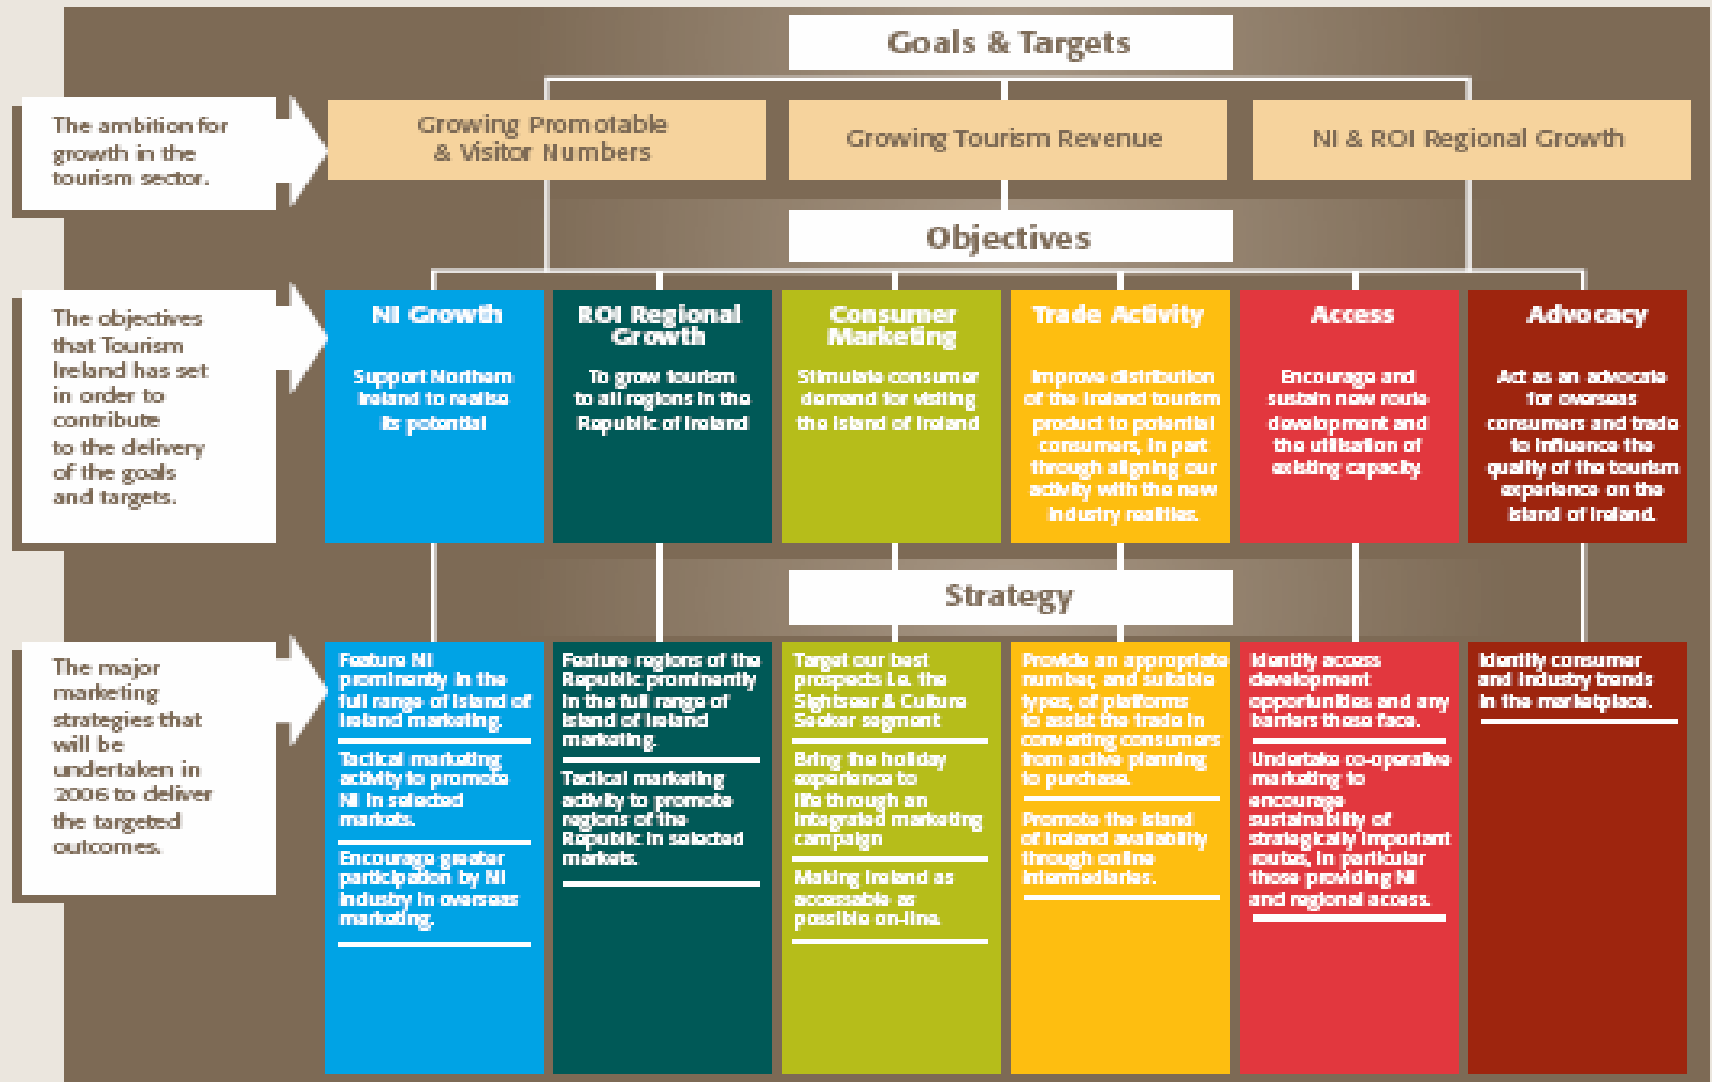 Goals & Targets
The ambition for
growth in the
tourism sector.
Growing Promotable
& Visitor Numbers
Growing Tourism Revenue
NI & ROI Regional Growth
Objectives
The objectives
that Tourism
Ireland has set
in order to
contribute
to the delivery
of the goals
and targets.
NI Growth
Support Northern
Ireland to realise
its potential
ROI Regional
Growth
To grow tourism
to all regions in the
Republic of Ireland
Consumer
Marketing
Stimulate consumer
demand for visiting
the island of Ireland
Trade Activity
Improve distribution
of the Ireland tourism
product to potential
consumers, in part
through aligning our
activity with the new
industry realities.
Access
Encourage and
sustain new route
development and
the utilisation of
existing capacity.
Advocacy
Act as an advocate
for overseas
consumers and trade
to influence the
quality of the tourism
experience on the
island of Ireland.
Strategy
The major
marketing
strategies that
will be
undertaken in
2006 to deliver
the targeted
outcomes.
Feature NI
prominently in the
full range of island of
Ireland marketing.
Tactical marketing
activity to promote
NI in selected
markets.
Encourage greater
participation by NI
industry in overseas
marketing.
Feature regions of the
Republic prominently
in the full range of
island of Ireland
marketing.
Tactical marketing
activity to promote
regions of the
Republic in selected
markets.
Target our best
prospects i.e. the
Sightseer & Culture
Seeker segment
Bring the holiday
experience to
life through an
integrated marketing
campaign
Making Ireland as
accessable as
possible on-line.
Provide an appropriate
number, and suitable
types, of platforms
to assist the trade in
converting consumers
from active planning
to purchase.
Promote the island
of Ireland availability
through online
intermediaries.
Identify access
development
opportunities and any
barriers these face.
Undertake co-operative
marketing to
encourage
sustainability of
strategically important
routes, in particular
those providing NI
and regional access.
Identify consumer
and industry trends
in the marketplace.